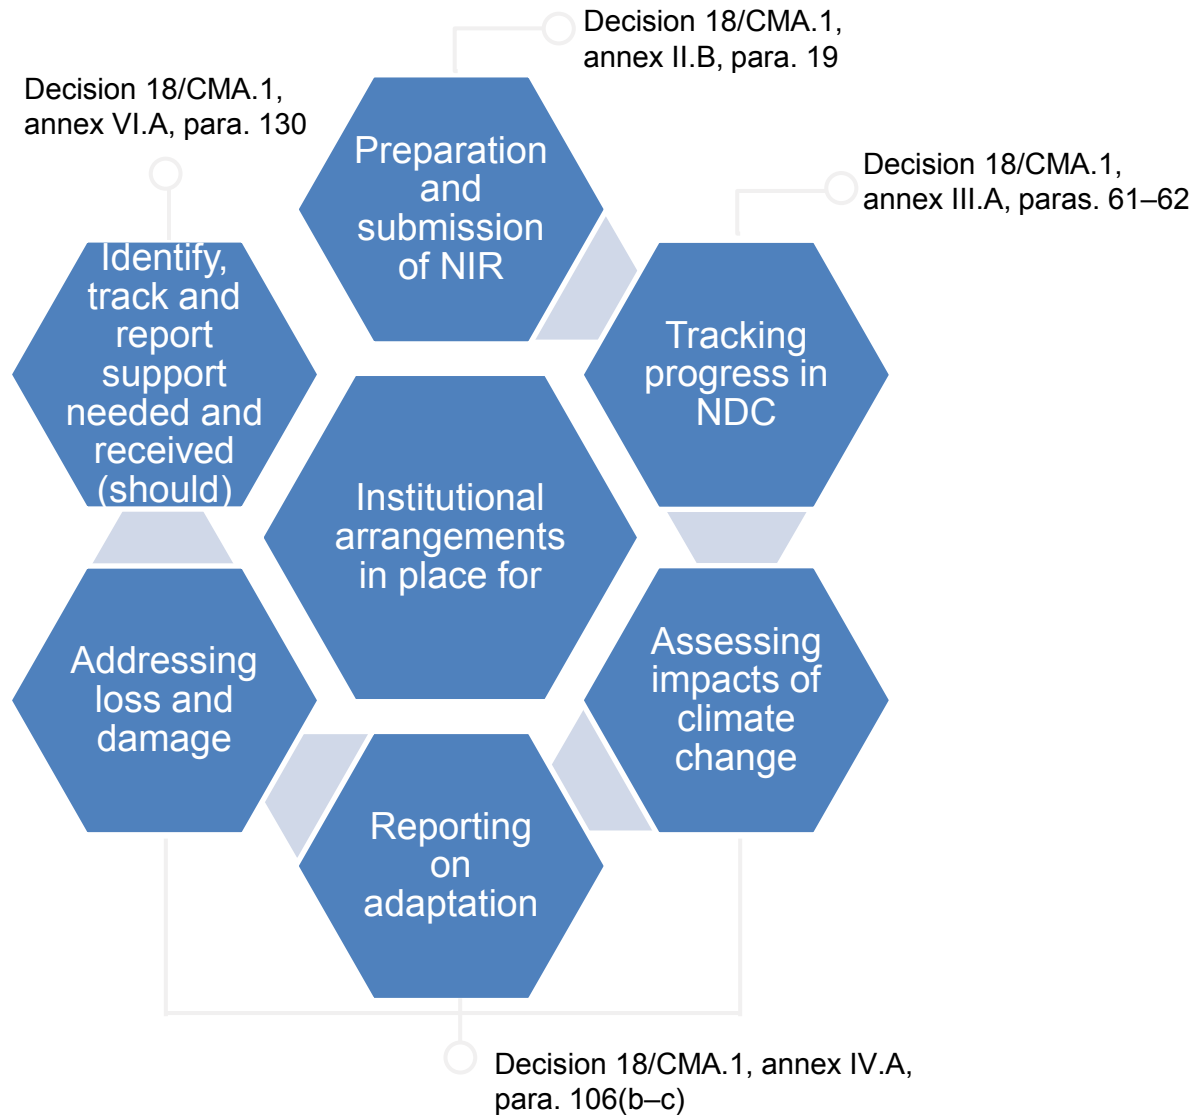 Decision 18/CMA.1,
annex II.B, para. 19
Decision 18/CMA.1,
annex VI.A, para. 130
Preparation
and
submission
of NIR
Decision 18/CMA.1,
annex III.A, paras. 61–62
Identify,
track and
report
support
needed and
received
(should)
Tracking
progress in
NDC
Institutional
arrangements
in place for
Addressing
loss and
damage
Assessing
impacts of
climate
change
Reporting
on
adaptation
Decision 18/CMA.1, annex IV.A,
para. 106(b–c)